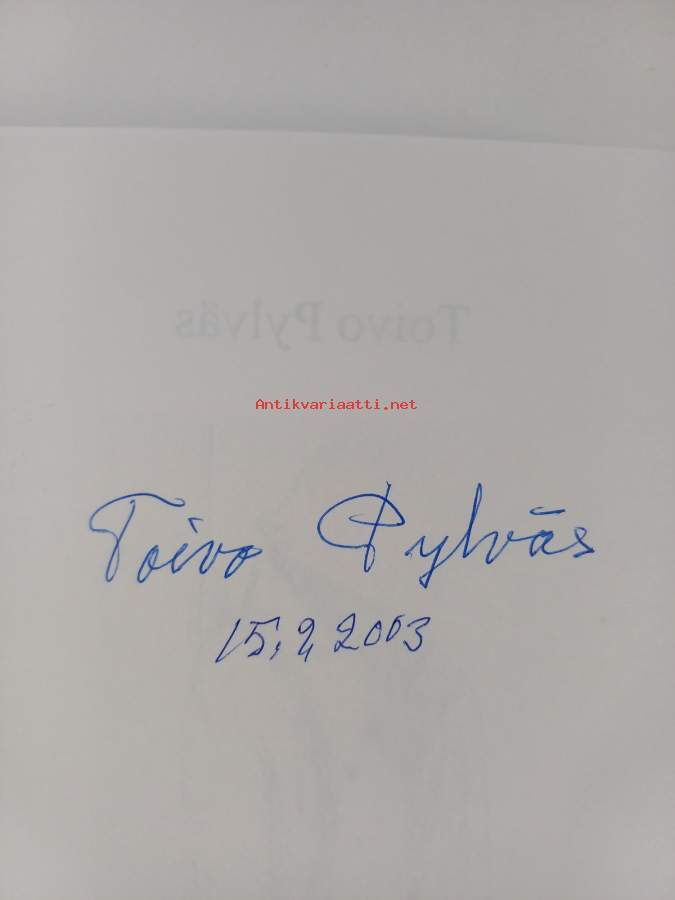 Toivo Pylväs
Antikvariaatti.net
Toivo Pylväs
15.2.2003